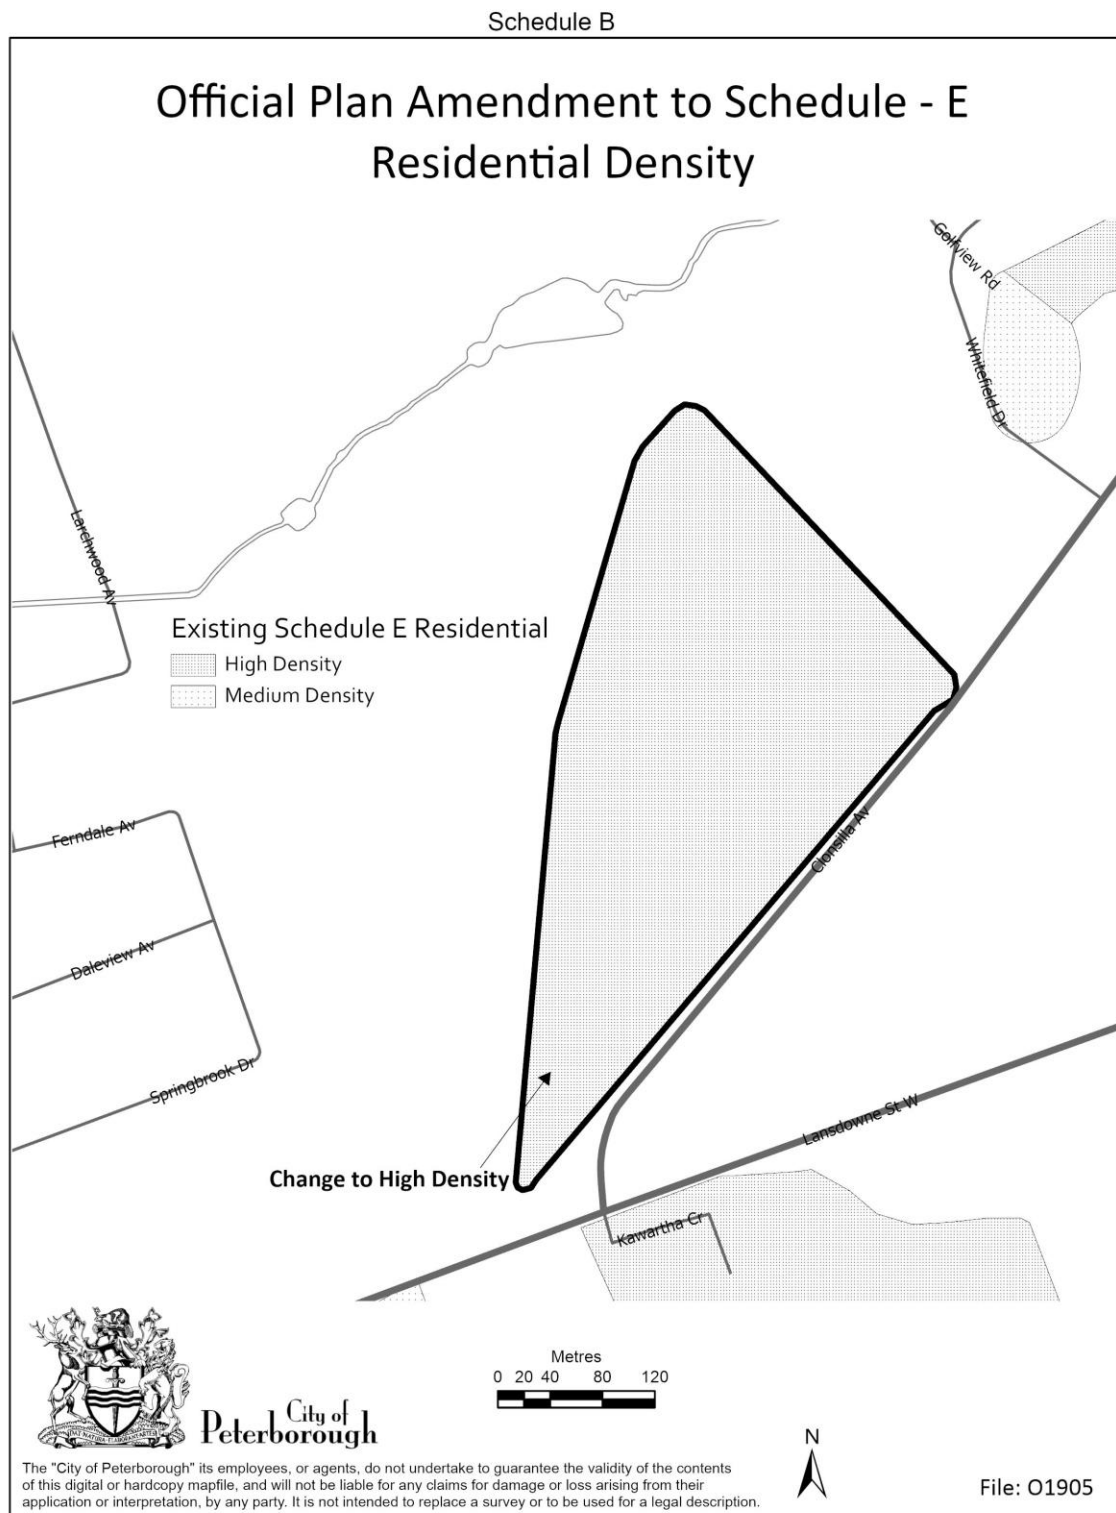 Schedule B
Official Plan Amendment to Schedule - E
Residential Density
Golfview Rd
Whitefield Dr
Larchwood Av
Existing Schedule E Residential
High Density
Medium Density
Ferndale Av
Clonsilla Av
Daleview Av
Springbrook Dr
Lansdowne St W
Change to High Density
Kawartha Cr
Metres
0 20 40 80 120
City of
Peterborough
N
The "City of Peterborough" its employees, or agents, do not undertake to guarantee the validity of the contents
of this digital or hardcopy mapfile, and will not be liable for any claims for damage or loss arising from their
application or interpretation, by any party. It is not intended to replace a survey or to be used for a legal description.
File: O1905